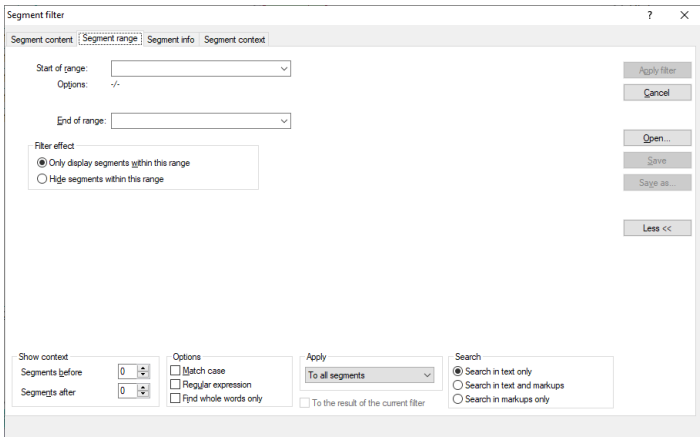 Segment filter
? X
Segment content Segment range Segment info Segment context
Start of range:
Options: -/-
End of range:
Filter effect
Only display segments within this range
Hide segments within this range
Apply filter
Cancel
Open...
Save
Save as...
Less <<
Show context
Segments before 0
Segments after 0
Options
Match case
Regular expression
Find whole words only
Apply
To all segments
To the result of the current filter
Search
Search in text only
Search in text and markups
Search in markups only